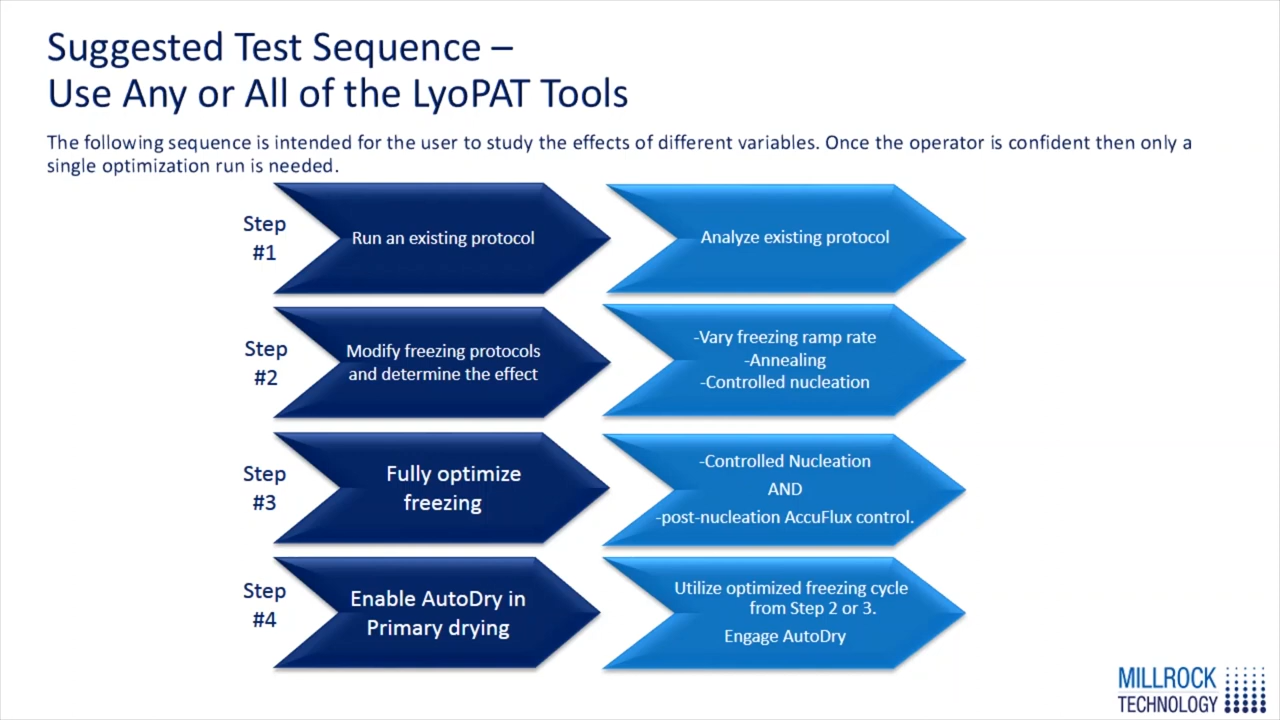 Suggested Test Sequence –
Use Any or All of the LyoPAT Tools
The following sequence is intended for the user to study the effects of different variables. Once the operator is confident then only a
single optimization run is needed.
Step
#1
Run an existing protocol
Analyze existing protocol
Step
#2
Modify freezing protocols
and determine the effect
-Vary freezing ramp rate
-Annealing
-Controlled nucleation
Step
#3
Fully optimize
freezing
-Controlled Nucleation
AND
-post-nucleation AccuFlux control.
Step
#4
Enable AutoDry in
Primary drying
Utilize optimized freezing cycle
from Step 2 or 3.
Engage AutoDry
MILLROCK
TECHNOLOGY